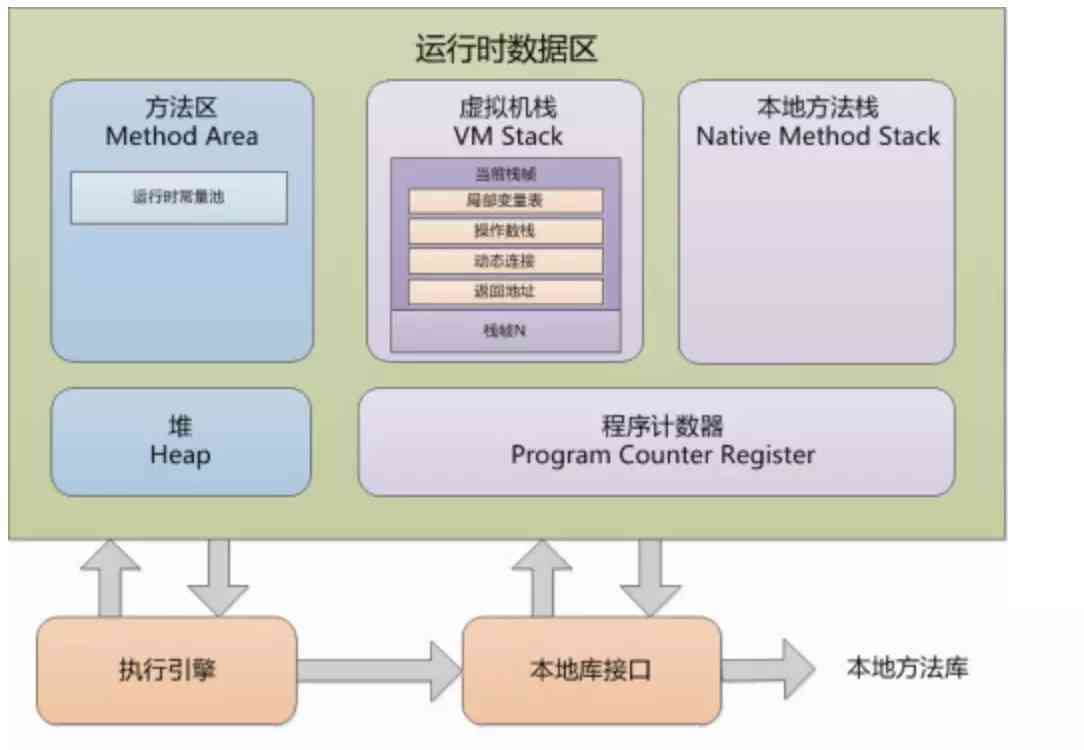 运行时数据区
方法区
Method Area
运行时常量池
虚拟机栈
VM Stack
当前栈帧
局部变量表
操作数栈
动态连接
返回地址
栈帧N
本地方法栈
Native Method Stack
堆
Heap
程序计数器
Program Counter Register
执行引擎
本地库接口
本地方法库